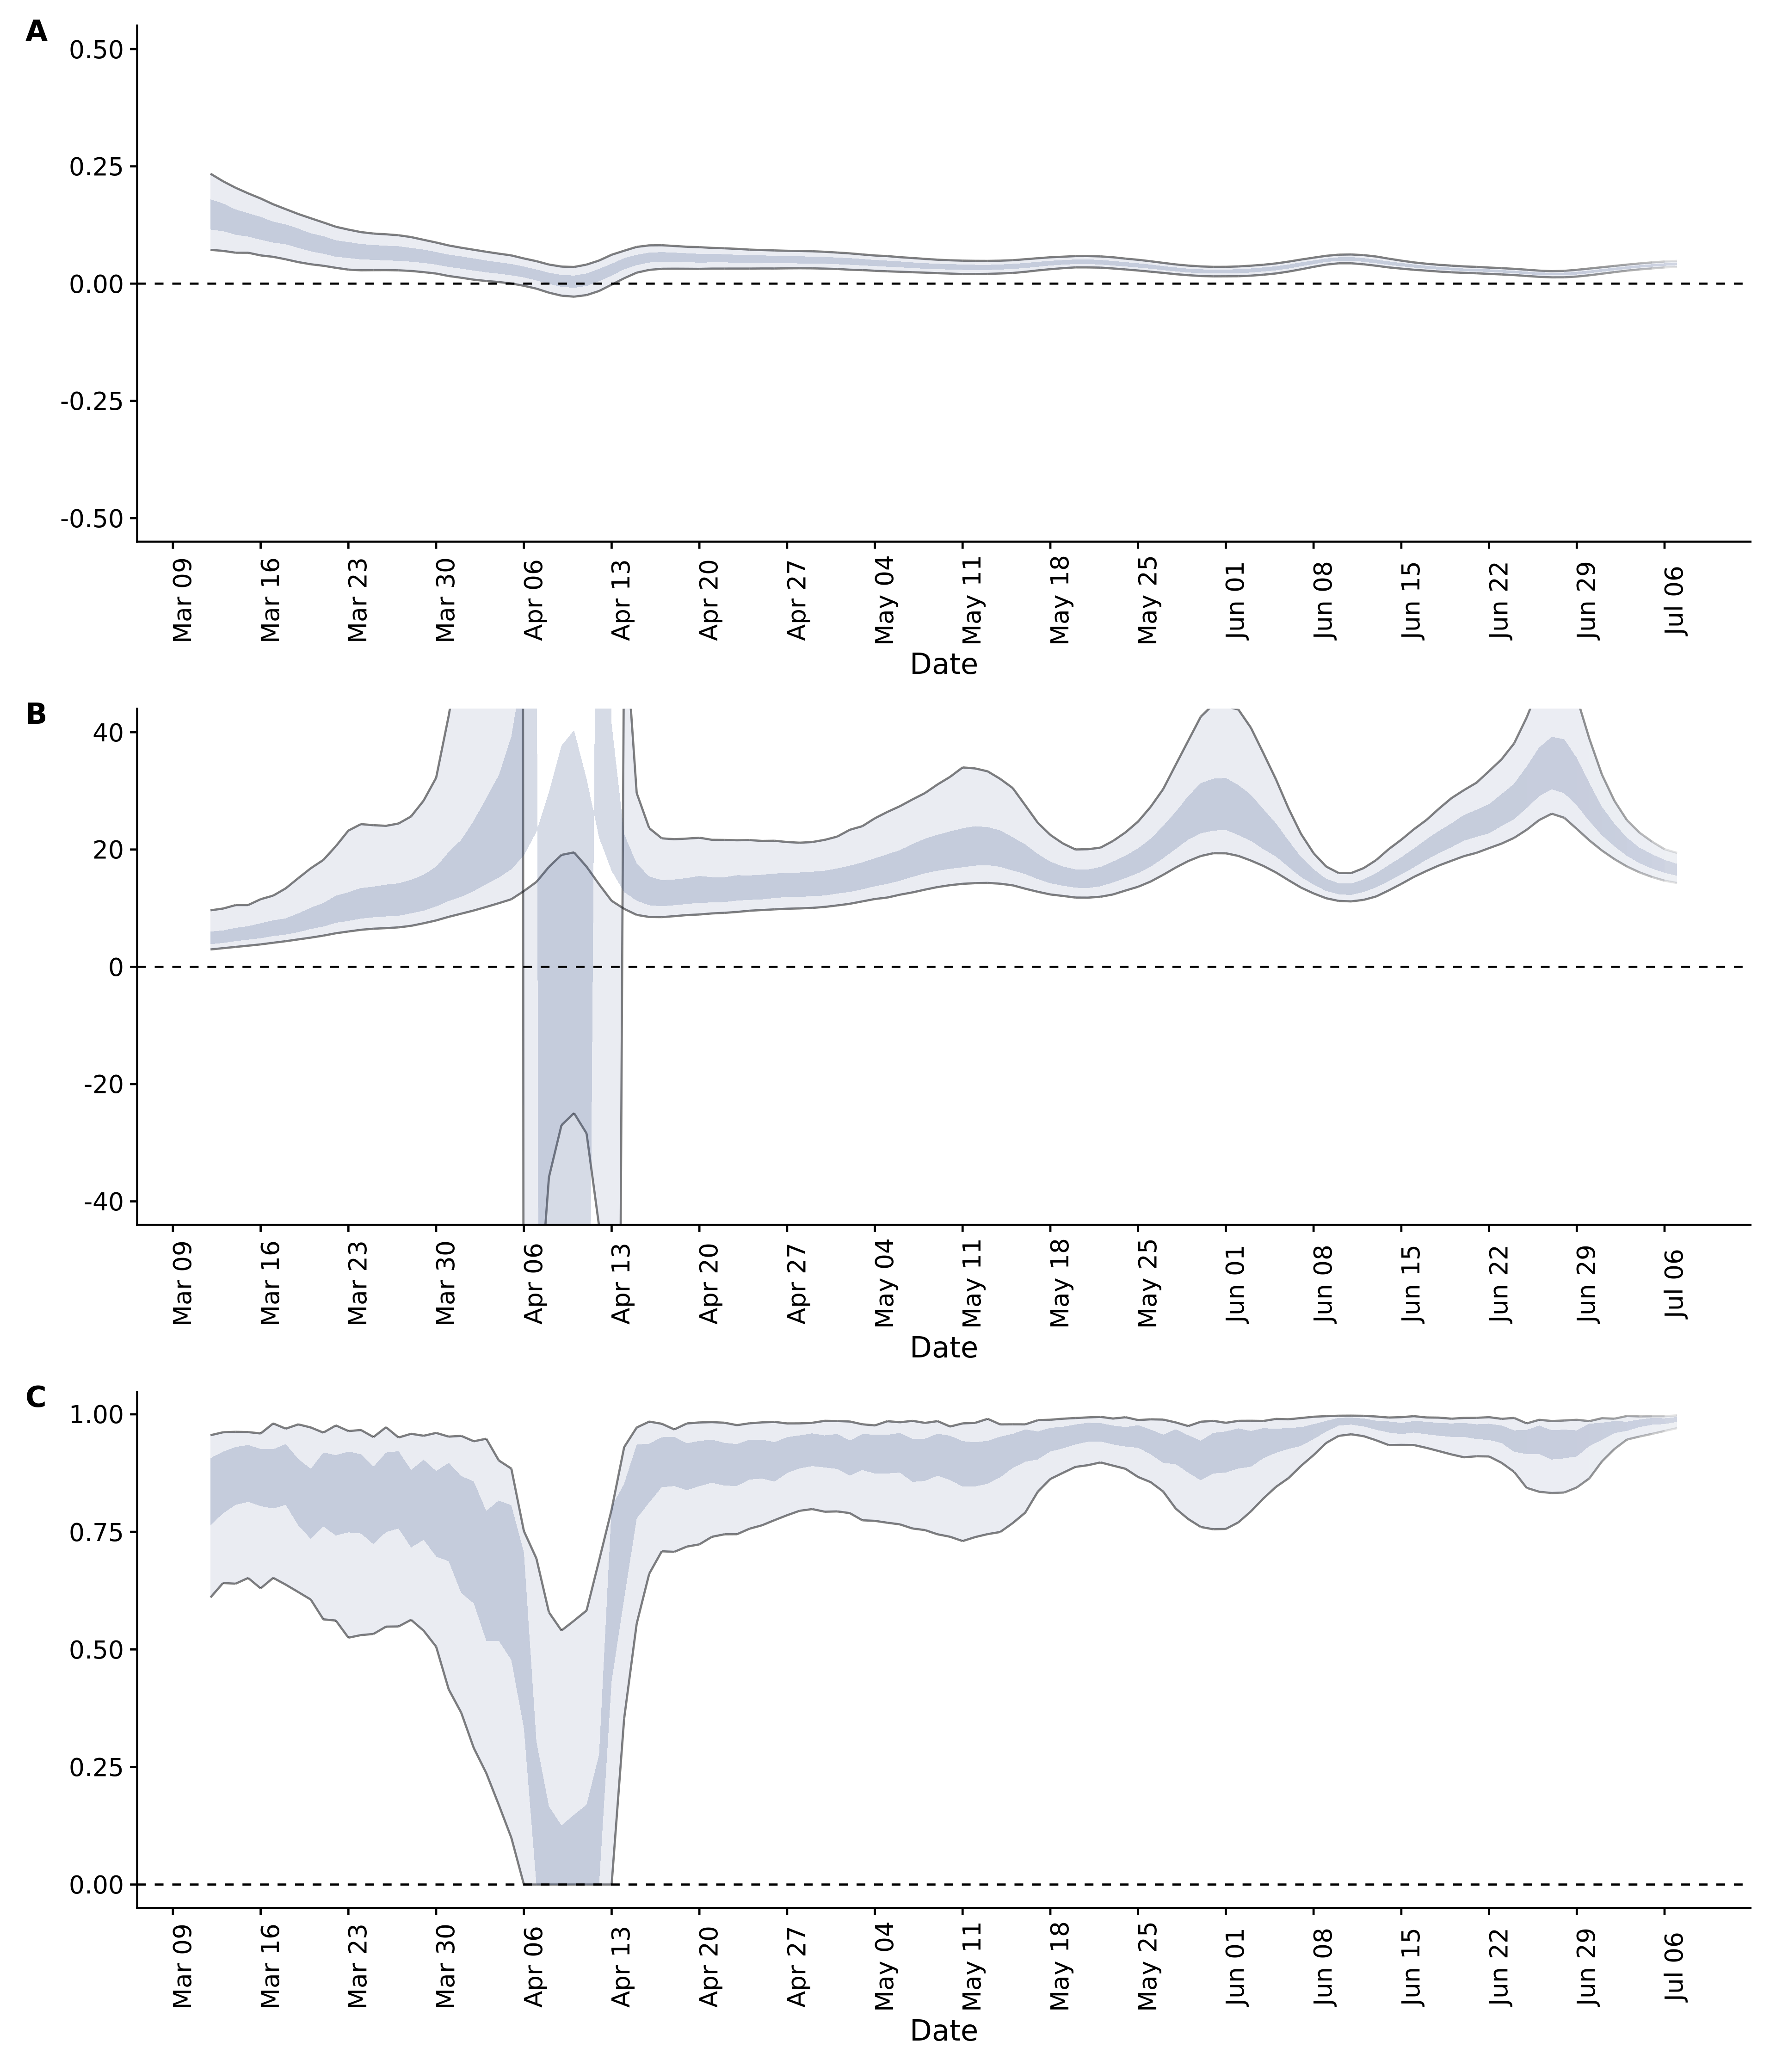 A
0.50
0.25
0.00
-0.25
-0.50
Mar 09
Mar 16
Mar 23
Mar 30
Apr 06
Apr 13
Apr 20
Apr 27
May 04
May 11
May 18
May 25
Jun 01
Jun 08
Jun 15
Jun 22
Jun 29
Jul 06
Date
B
40
20
0
-20
-40
Mar 09
Mar 16
Mar 23
Mar 30
Apr 06
Apr 13
Apr 20
Apr 27
May 04
May 11
May 18
May 25
Jun 01
Jun 08
Jun 15
Jun 22
Jun 29
Jul 06
Date
C
1.00
0.75
0.50
0.25
0.00
Mar 09
Mar 16
Mar 23
Mar 30
Apr 06
Apr 13
Apr 20
Apr 27
May 04
May 11
May 18
May 25
Jun 01
Jun 08
Jun 15
Jun 22
Jun 29
Jul 06
Date